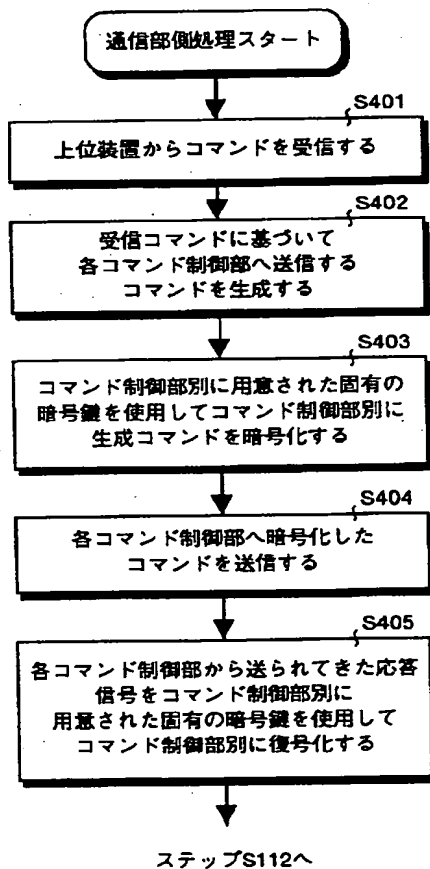 通信部側処理スタート
S401
上位装置からコマンドを受信する
S402
受信コマンドに基づいて
各コマンド制御部へ送信する
コマンドを生成する
S403
コマンド制御部別に用意された固有の
暗号鍵を使用してコマンド制御部別に
生成コマンドを暗号化する
S404
各コマンド制御部へ暗号化した
コマンドを送信する
S405
各コマンド制御部から送られてきた応答
信号をコマンド制御部別に
用意された固有の暗号鍵を使用して
コマンド制御部別に復号化する
ステップS112へ